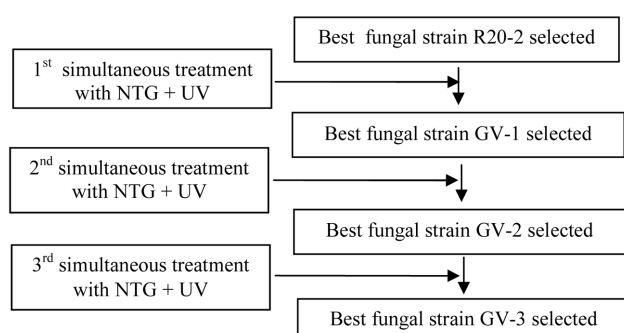 Best fungal strain R20-2 selected
1st simultaneous treatment
with NTG + UV
Best fungal strain GV-1 selected
2nd simultaneous treatment
with NTG + UV
Best fungal strain GV-2 selected
3rd simultaneous treatment
with NTG + UV
Best fungal strain GV-3 selected